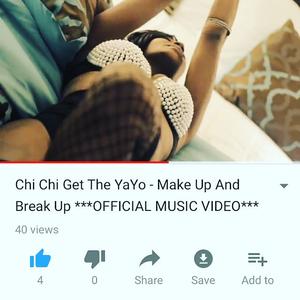 Chi Chi Get The YaYo - Make Up And
Break Up ***OFFICIAL MUSIC VIDEO***
40 views
4
0
Share
Save
Add to